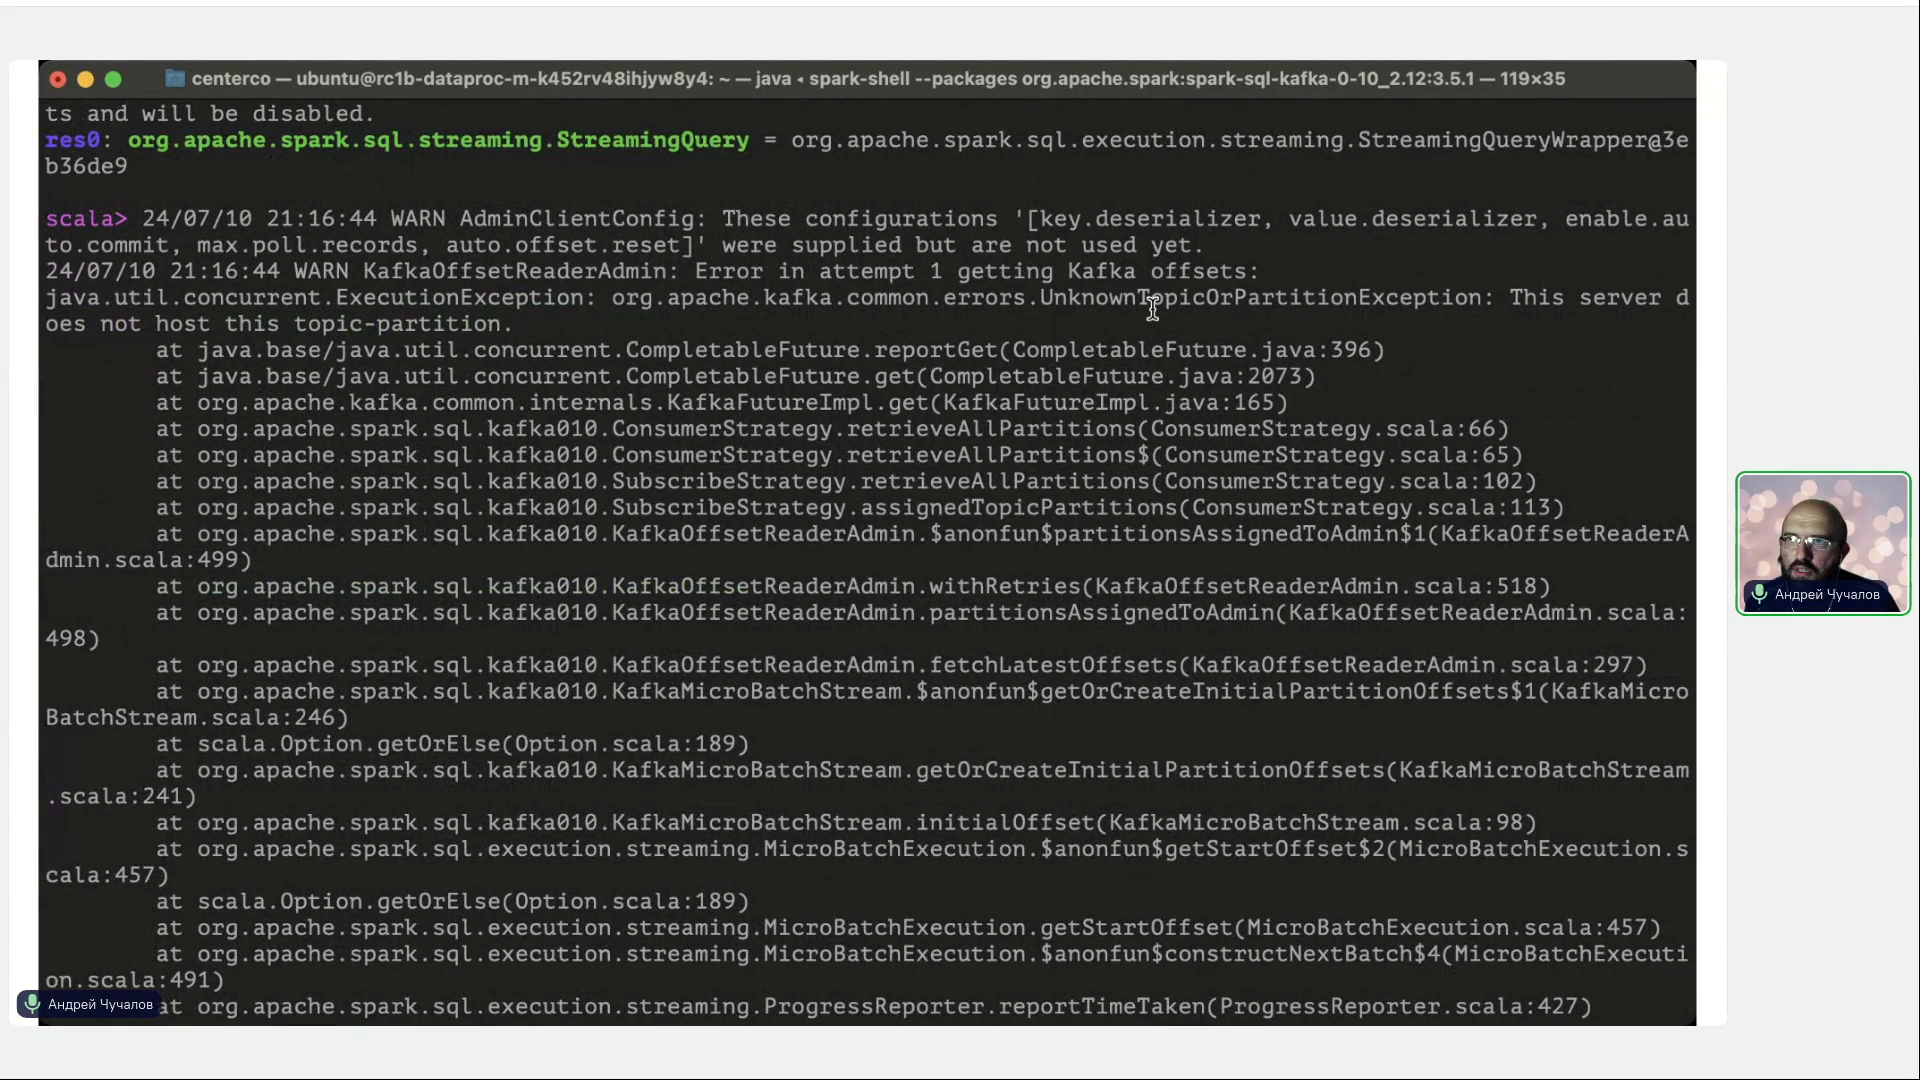 centerco — ubuntu@rc1b-dataproc-m-k452rv48ihjyw8y4: ~ — java ◂ spark-shell --packages org.apache.spark:spark-sql-kafka-0-10_2.12:3.5.1 — 119×35
ts and will be disabled.
res0: org.apache.spark.sql.streaming.StreamingQuery = org.apache.spark.sql.execution.streaming.StreamingQueryWrapper@3e
b36de9
scala> 24/07/10 21:16:44 WARN AdminClientConfig: These configurations '[key.deserializer, value.deserializer, enable.au
to.commit, max.poll.records, auto.offset.reset]' were supplied but are not used yet.
24/07/10 21:16:44 WARN KafkaOffsetReaderAdmin: Error in attempt 1 getting Kafka offsets:
java.util.concurrent.ExecutionException: org.apache.kafka.common.errors.UnknownTopicOrPartitionException: This server d
oes not host this topic-partition.
at java.base/java.util.concurrent.CompletableFuture.reportGet(CompletableFuture.java:396)
at java.base/java.util.concurrent.CompletableFuture.get(CompletableFuture.java:2073)
at org.apache.kafka.common.internals.KafkaFutureImpl.get(KafkaFutureImpl.java:165)
at org.apache.spark.sql.kafka010.ConsumerStrategy.retrieveAllPartitions(ConsumerStrategy.scala:66)
at org.apache.spark.sql.kafka010.ConsumerStrategy.retrieveAllPartitions$(ConsumerStrategy.scala:65)
at org.apache.spark.sql.kafka010.SubscribeStrategy.retrieveAllPartitions(ConsumerStrategy.scala:102)
at org.apache.spark.sql.kafka010.SubscribeStrategy.assignedTopicPartitions(ConsumerStrategy.scala:113)
at org.apache.spark.sql.kafka010.KafkaOffsetReaderAdmin.$anonfun$partitionsAssignedToAdmin$1(KafkaOffsetReaderA
dmin.scala:499)
at org.apache.spark.sql.kafka010.KafkaOffsetReaderAdmin.withRetries(KafkaOffsetReaderAdmin.scala:518)
at org.apache.spark.sql.kafka010.KafkaOffsetReaderAdmin.partitionsAssignedToAdmin(KafkaOffsetReaderAdmin.scala:
498)
at org.apache.spark.sql.kafka010.KafkaOffsetReaderAdmin.fetchLatestOffsets(KafkaOffsetReaderAdmin.scala:297)
at org.apache.spark.sql.kafka010.KafkaMicroBatchStream.$anonfun$getOrCreateInitialPartitionOffsets$1(KafkaMicro
BatchStream.scala:246)
at scala.Option.getOrElse(Option.scala:189)
at org.apache.spark.sql.kafka010.KafkaMicroBatchStream.getOrCreateInitialPartitionOffsets(KafkaMicroBatchStream
.scala:241)
at org.apache.spark.sql.kafka010.KafkaMicroBatchStream.initialOffset(KafkaMicroBatchStream.scala:98)
at org.apache.spark.sql.execution.streaming.MicroBatchExecution.$anonfun$getStartOffset$2(MicroBatchExecution.s
cala:457)
at scala.Option.getOrElse(Option.scala:189)
at org.apache.spark.sql.execution.streaming.MicroBatchExecution.getStartOffset(MicroBatchExecution.scala:457)
at org.apache.spark.sql.execution.streaming.MicroBatchExecution.$anonfun$constructNextBatch$4(MicroBatchExecuti
on.scala:491)
at org.apache.spark.sql.execution.streaming.ProgressReporter.reportTimeTaken(ProgressReporter.scala:427)
Андрей Чучалов
Андрей Чучалов